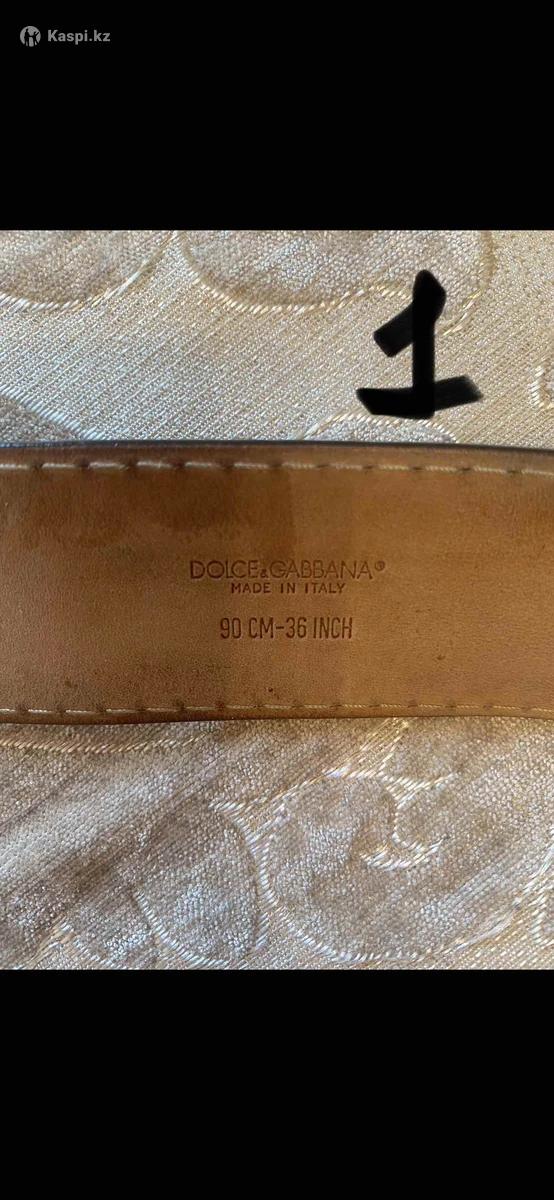 Kaspi.kz
1
DOLCE&GABBANA®
MADE IN ITALY
90 CM-36 INCH